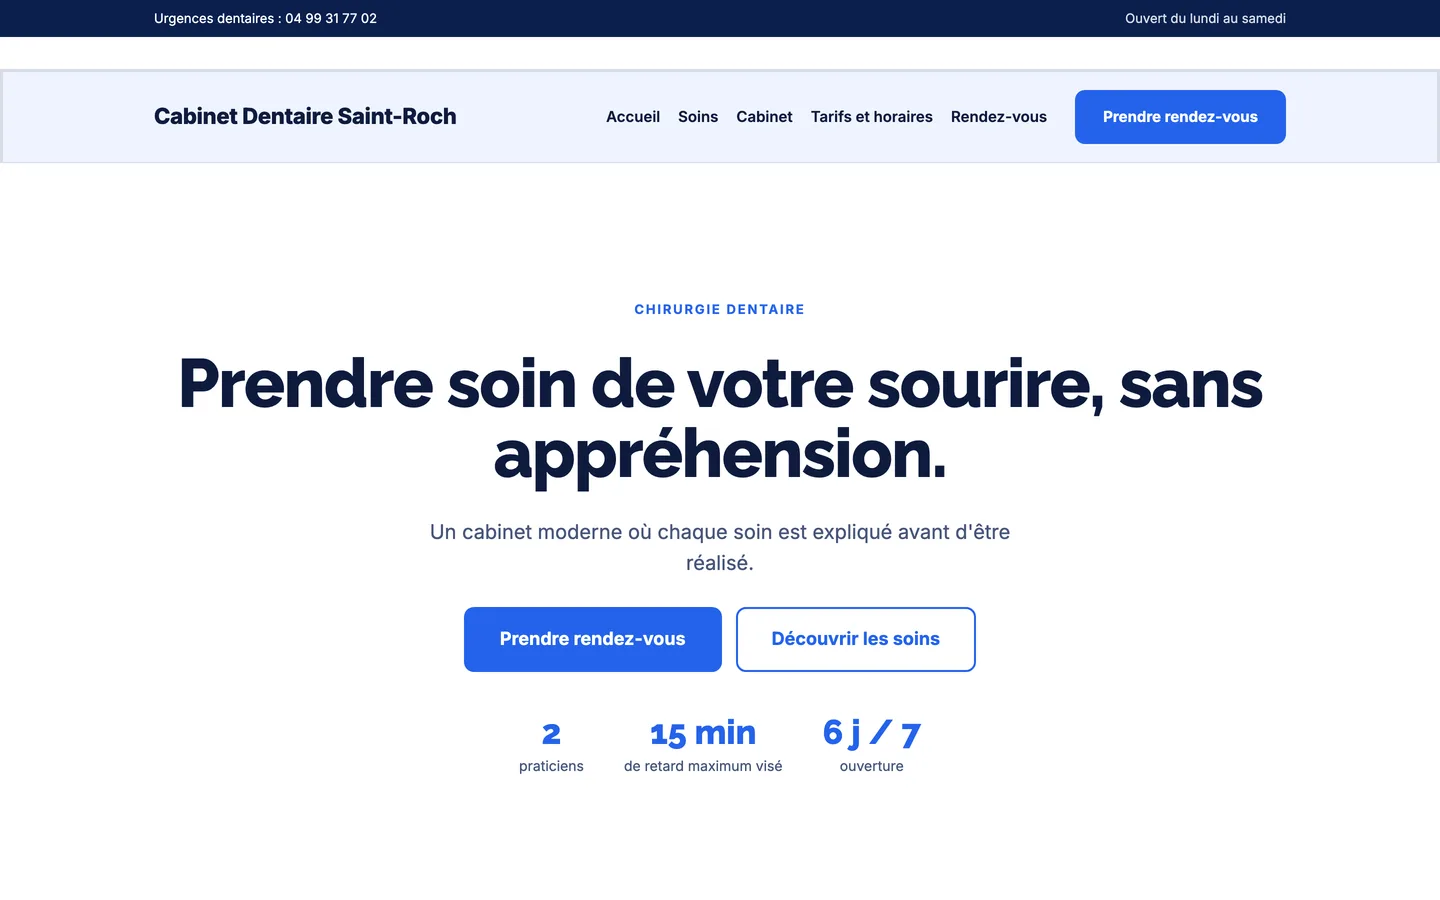 Urgences dentaires : 04 99 31 77 02
Ouvert du lundi au samedi
Cabinet Dentaire Saint-Roch
Accueil
Soins
Cabinet
Tarifs et horaires
Rendez-vous
Prendre rendez-vous
CHIRURGIE DENTAIRE
Prendre soin de votre sourire, sans
appréhension.
Un cabinet moderne où chaque soin est expliqué avant d'être
réalisé.
Prendre rendez-vous
Découvrir les soins
2
praticiens
15 min
de retard maximum visé
6 j / 7
ouverture